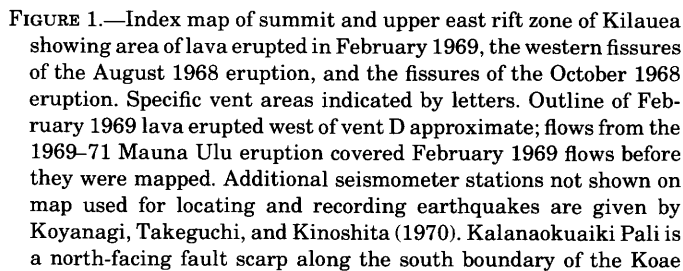 FIGURE 1.—Index map of summit and upper east rift zone of Kilauea
showing area of lava erupted in February 1969, the western fissures
of the August 1968 eruption, and the fissures of the October 1968
eruption. Specific vent areas indicated by letters. Outline of Feb-
ruary 1969 lava erupted west of vent D approximate; flows from the
1969–71 Mauna Ulu eruption covered February 1969 flows before
they were mapped. Additional seismometer stations not shown on
map used for locating and recording earthquakes are given by
Koyanagi, Takeguchi, and Kinoshita (1970). Kalanaokuaiki Pali is
a north-facing fault scarp along the south boundary of the Koae